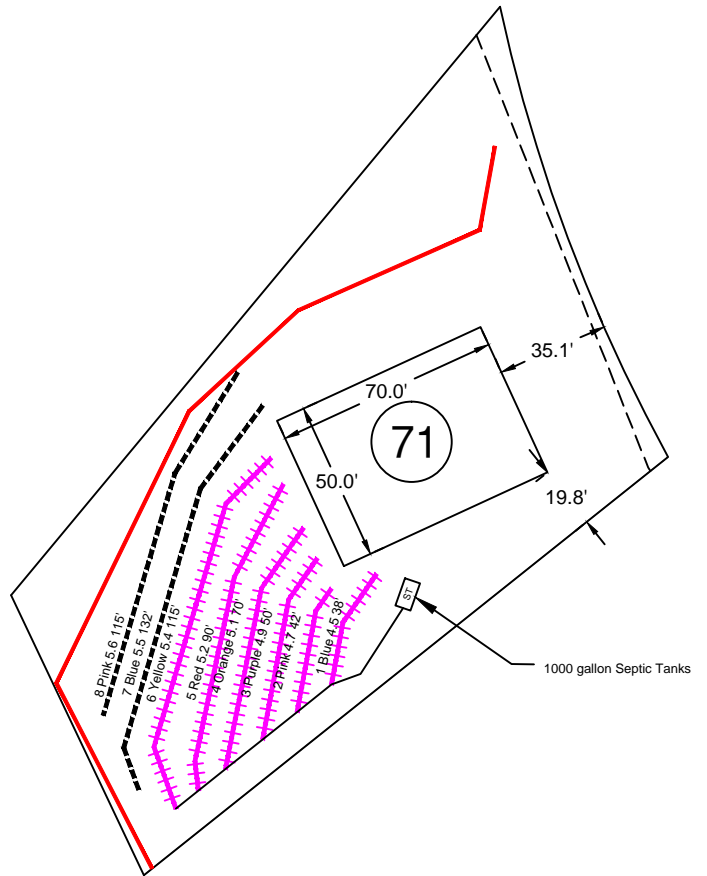 35.1'
70.0'
71
50.0'
19.8'
ST
8 Pink 5.6 115'
7 Blue 5.5 132'
6 Yellow 5.4 115'
5 Red 5.2 90'
4 Orange 5.1 70'
3 Purple 4.9 50'
2 Pink 4.7 42'
1 Blue 4.5 38'
1000 gallon Septic Tanks